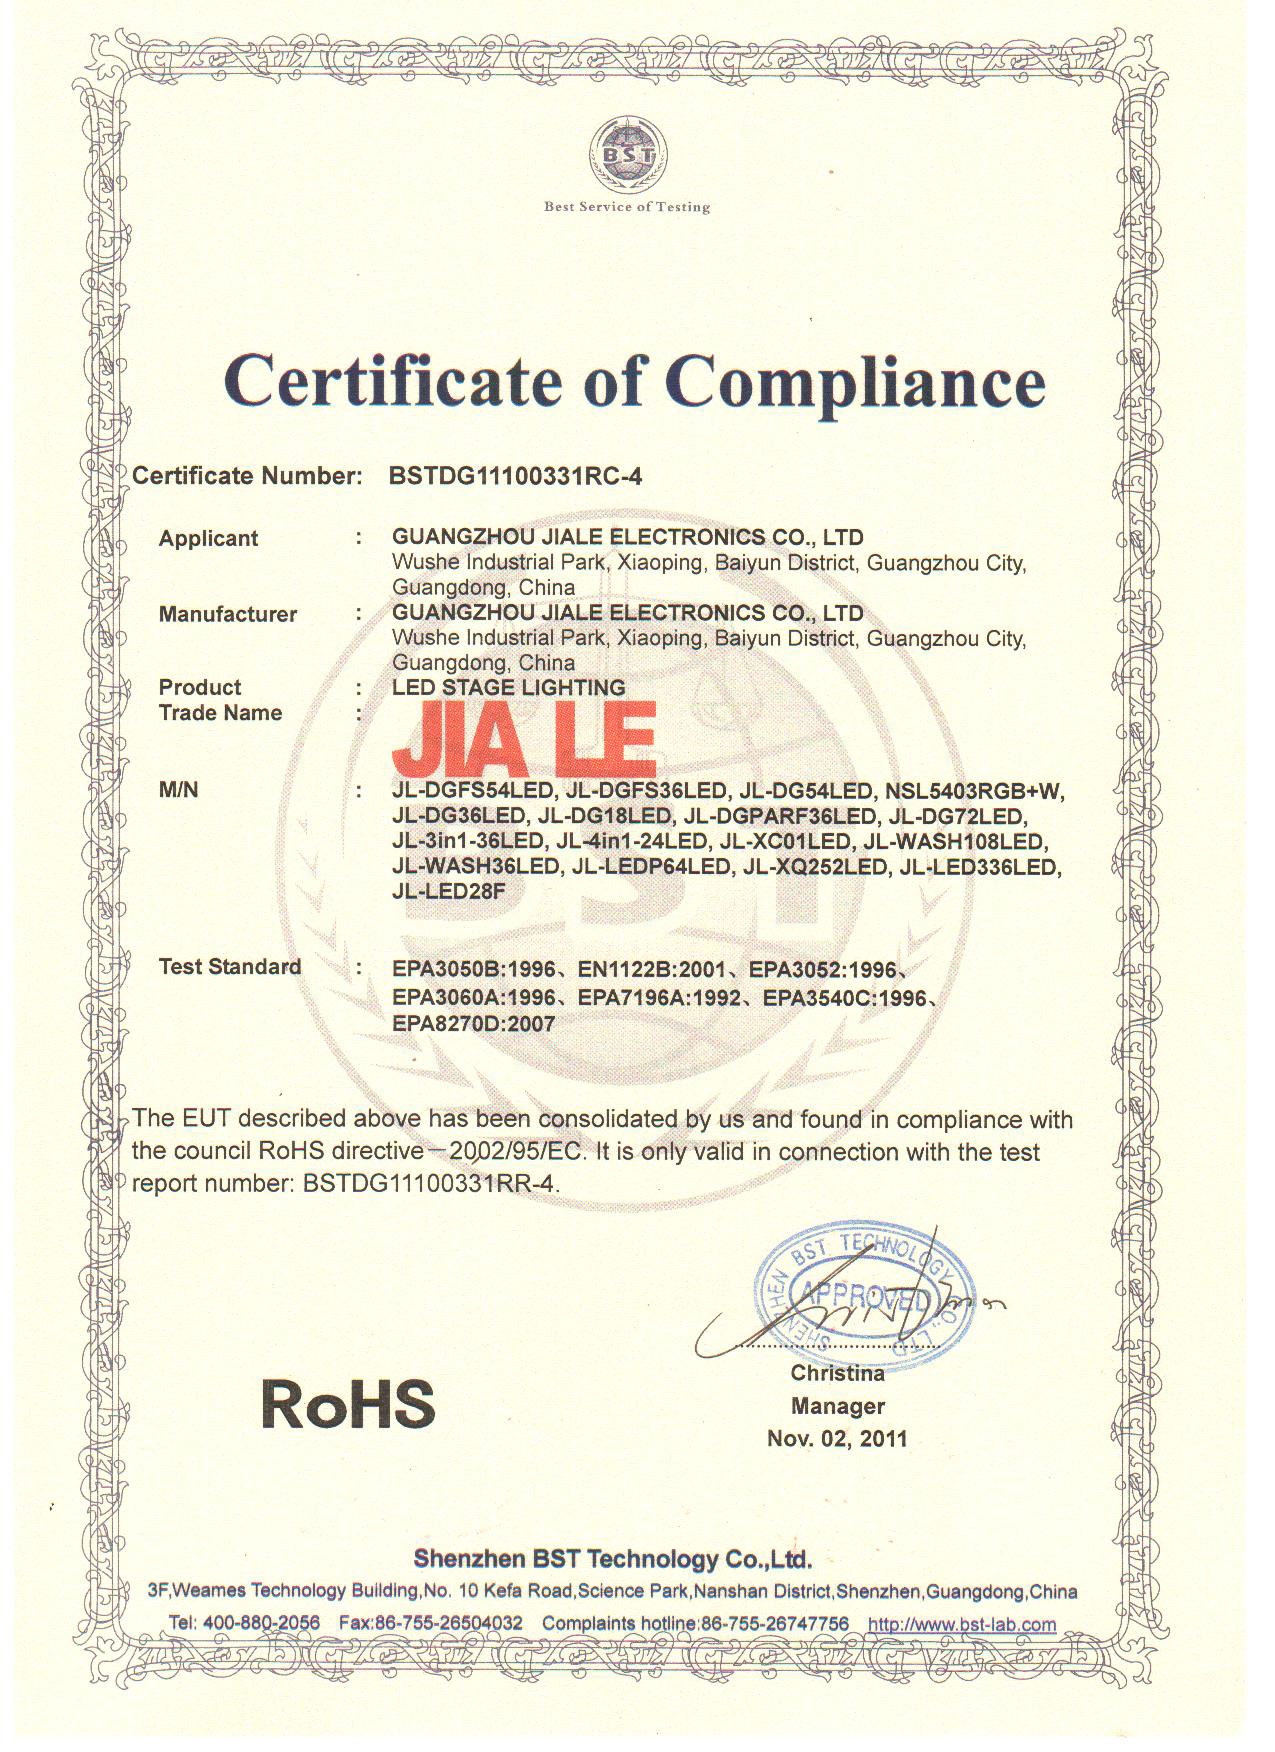 BST
Best Service of Testing
Certificate of Compliance
Certificate Number: BSTDG11100331RC-4
Applicant : GUANGZHOU JIALE ELECTRONICS CO., LTD
Wushe Industrial Park, Xiaoping, Baiyun District, Guangzhou City,
Guangdong, China
Manufacturer : GUANGZHOU JIALE ELECTRONICS CO., LTD
Wushe Industrial Park, Xiaoping, Baiyun District, Guangzhou City,
Guangdong, China
Product : LED STAGE LIGHTING
Trade Name : JIA LE
M/N : JL-DGFS54LED, JL-DGFS36LED, JL-DG54LED, NSL5403RGB+W,
JL-DG36LED, JL-DG18LED, JL-DGPARF36LED, JL-DG72LED,
JL-3in1-36LED, JL-4in1-24LED, JL-XC01LED, JL-WASH108LED,
JL-WASH36LED, JL-LEDP64LED, JL-XQ252LED, JL-LED336LED,
JL-LED28F
BST
Test Standard : EPA3050B:1996、EN1122B:2001、EPA3052:1996、
EPA3060A:1996、EPA7196A:1992、EPA3540C:1996、
EPA8270D:2007
The EUT described above has been consolidated by us and found in compliance with
the council RoHS directive—2002/95/EC. It is only valid in connection with the test
report number: BSTDG11100331RR-4.
SHENZHEN BST TECHNOLOGY CO., LTD
APPROVED
Christina
Manager
Nov. 02, 2011
RoHS
Shenzhen BST Technology Co.,Ltd.
3F,Weames Technology Building,No. 10 Kefa Road,Science Park,Nanshan District,Shenzhen,Guangdong,China
Tel: 400-880-2056 Fax:86-755-26504032 Complaints hotline:86-755-26747756 http://www.bst-lab.com